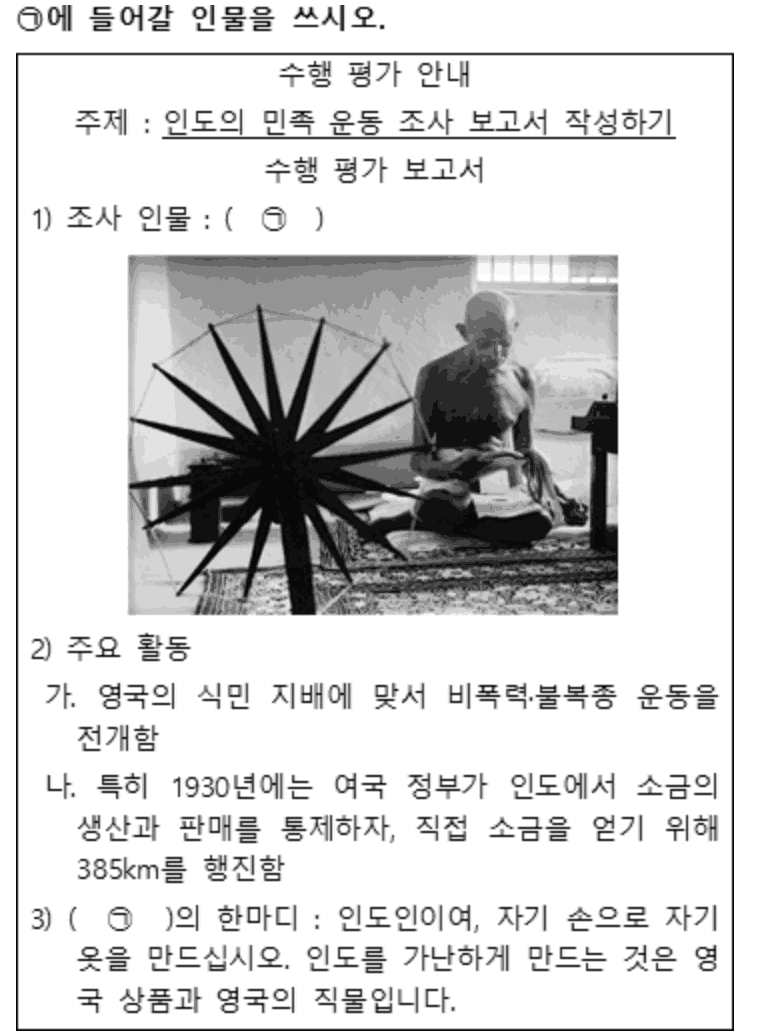 ㉠에 들어갈 인물을 쓰시오.
수행 평가 안내
주제 : 인도의 민족 운동 조사 보고서 작성하기
수행 평가 보고서
1) 조사 인물 : ( ㉠ )
2) 주요 활동
가. 영국의 식민 지배에 맞서 비폭력·불복종 운동을
전개함
나. 특히 1930년에는 여국 정부가 인도에서 소금의
생산과 판매를 통제하자, 직접 소금을 얻기 위해
385km를 행진함
3) ( ㉠ )의 한마디 : 인도인이여, 자기 손으로 자기
옷을 만드십시오. 인도를 가난하게 만드는 것은 영
국 상품과 영국의 직물입니다.